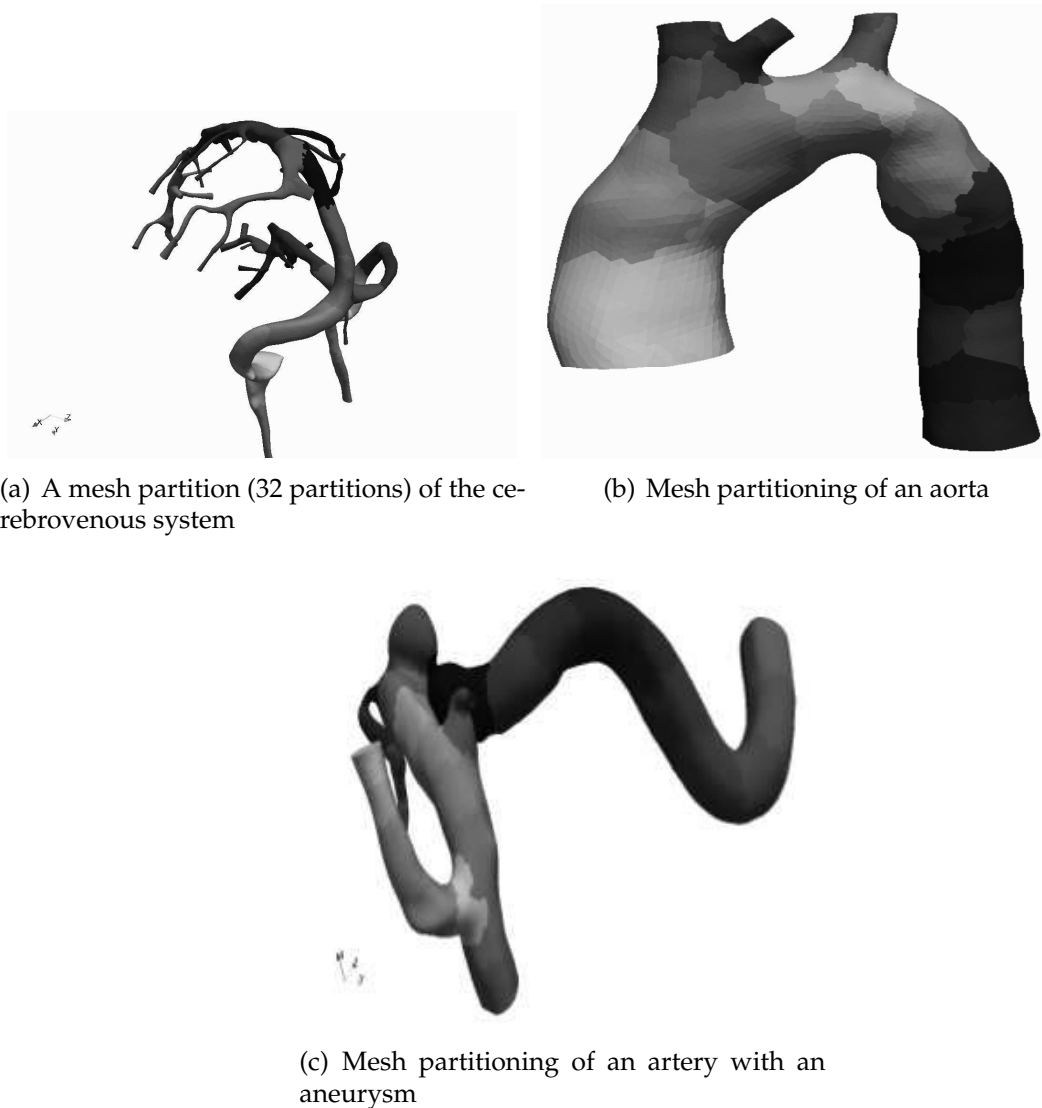 (a) A mesh partition (32 partitions) of the ce-
rebrovenous system
(b) Mesh partitioning of an aorta
(c) Mesh partitioning of an artery with an
aneurysm